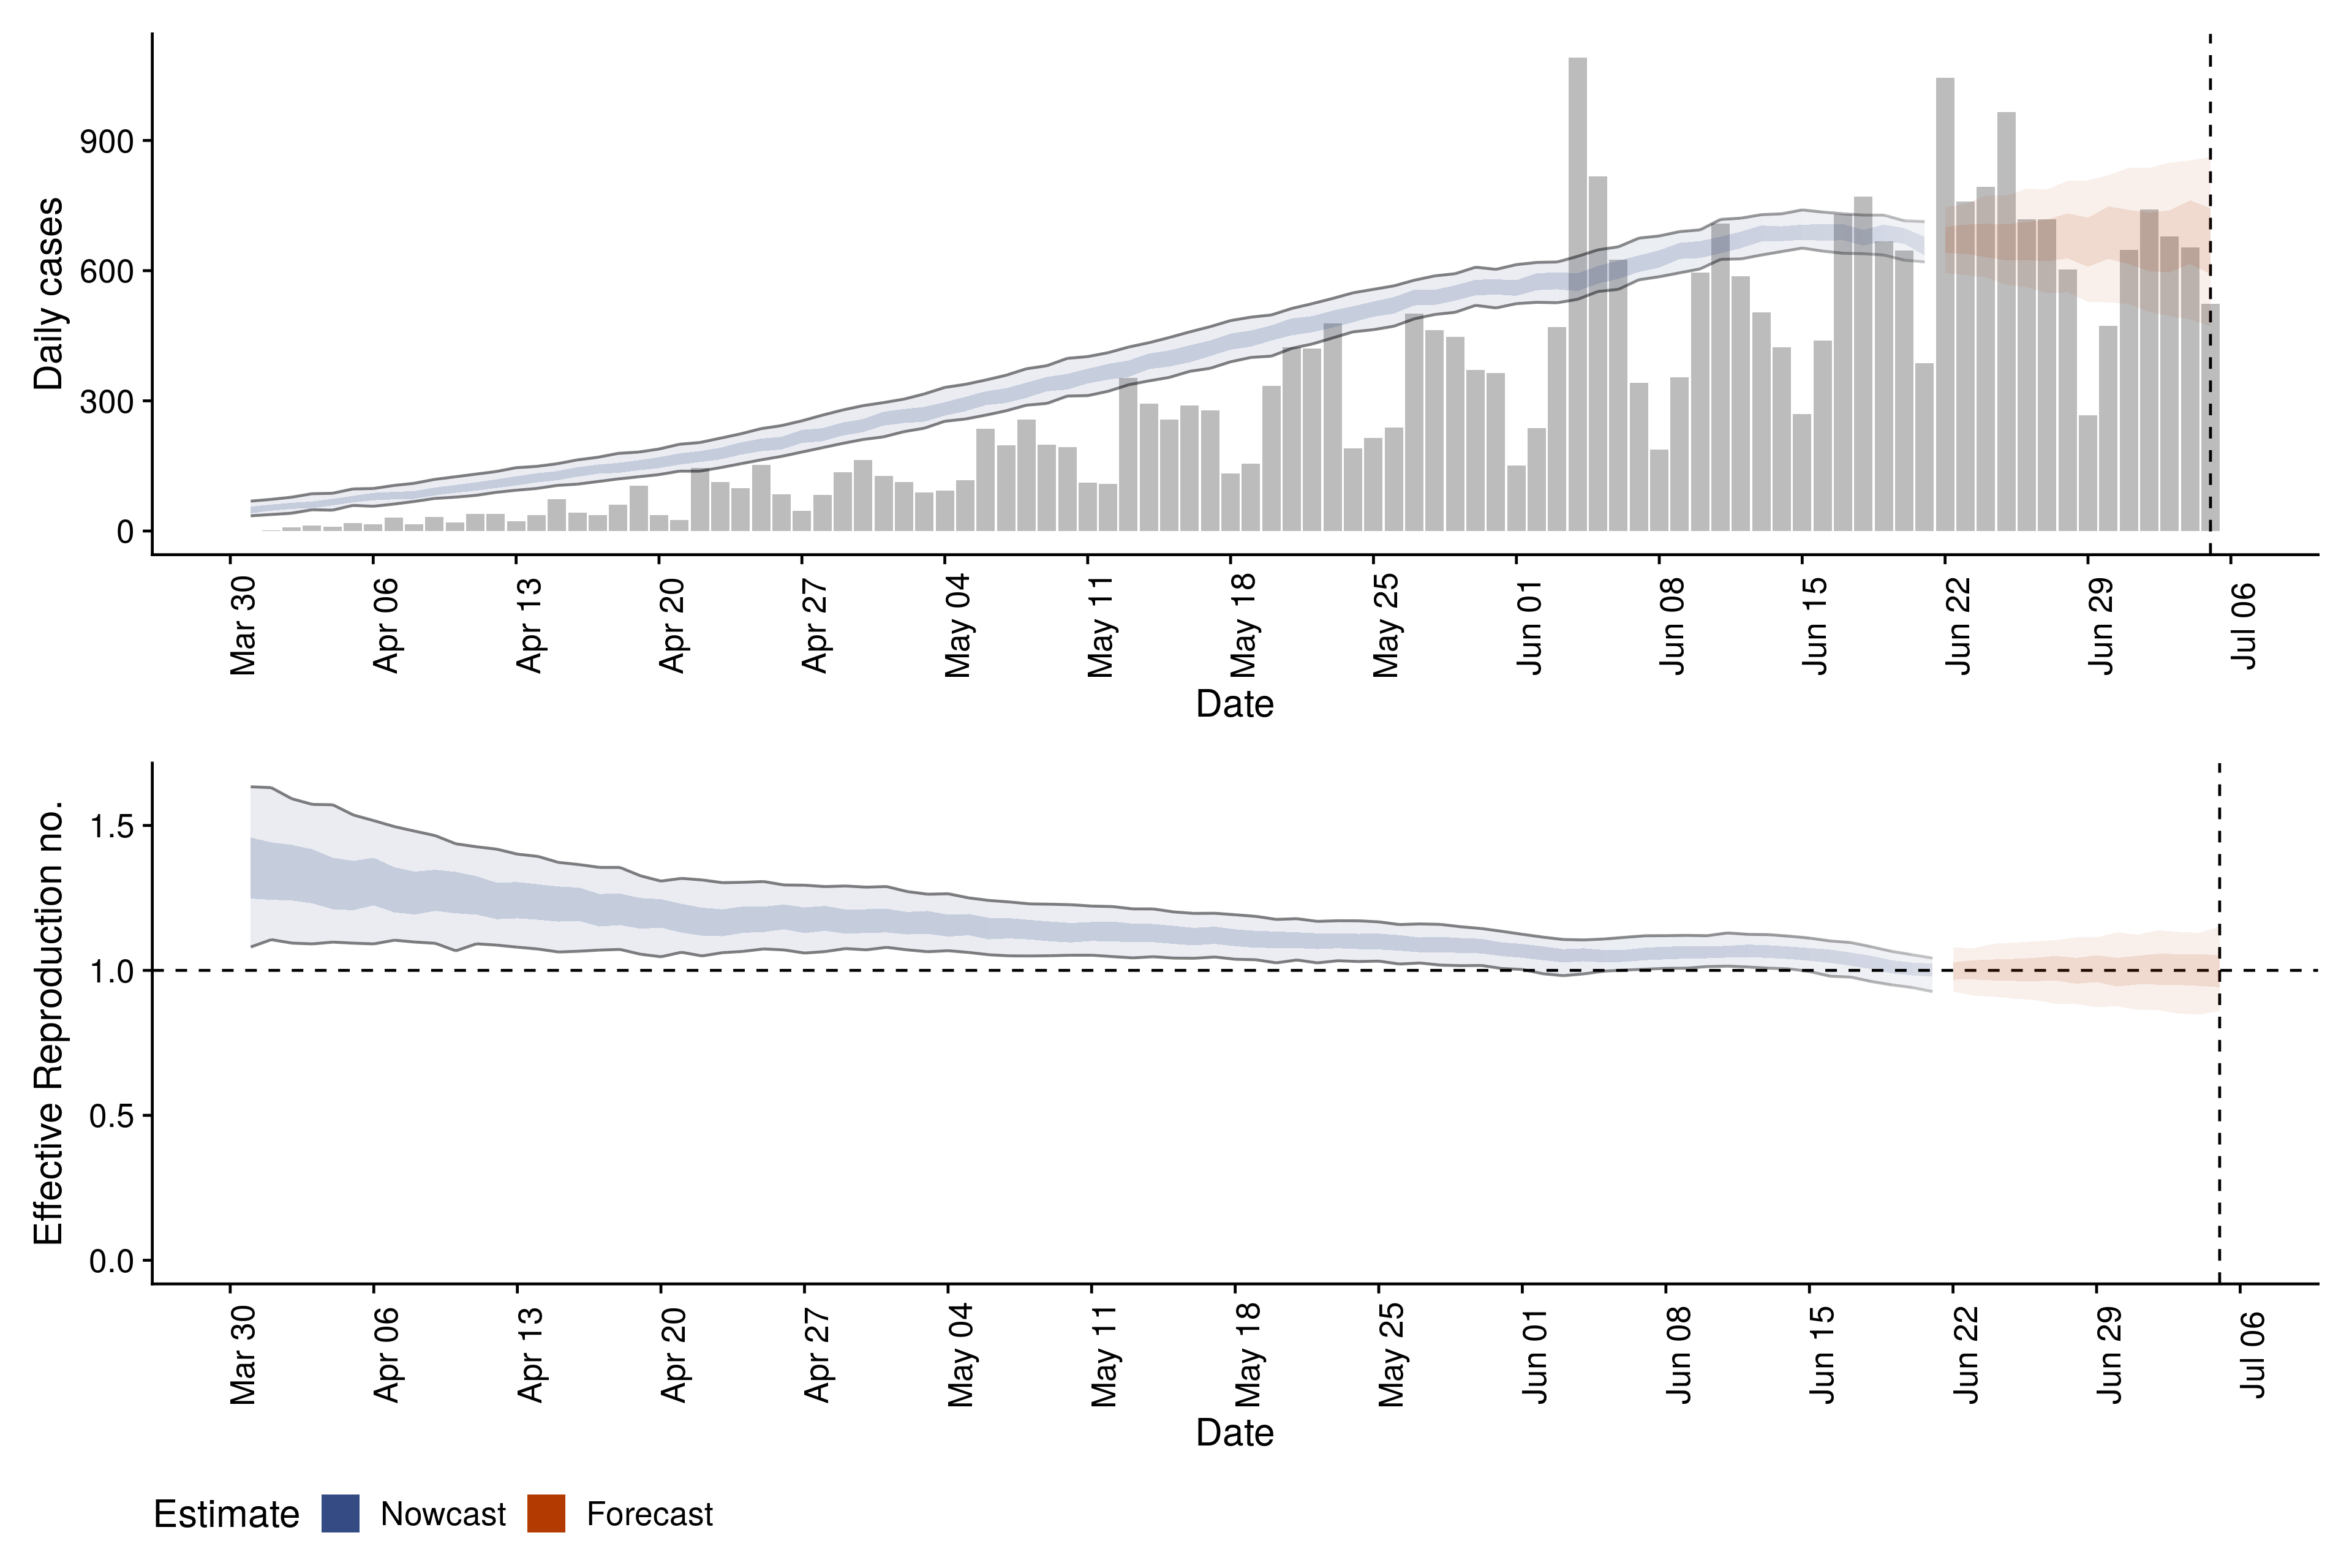 Daily cases
900
600
300
0
Mar 30
Apr 06
Apr 13
Apr 20
Apr 27
May 04
May 11
May 18
May 25
Jun 01
Jun 08
Jun 15
Jun 22
Jun 29
Jul 06
Date
Effective Reproduction no.
1.5
1.0
0.5
0.0
Mar 30
Apr 06
Apr 13
Apr 20
Apr 27
May 04
May 11
May 18
May 25
Jun 01
Jun 08
Jun 15
Jun 22
Jun 29
Jul 06
Date
Estimate Nowcast Forecast